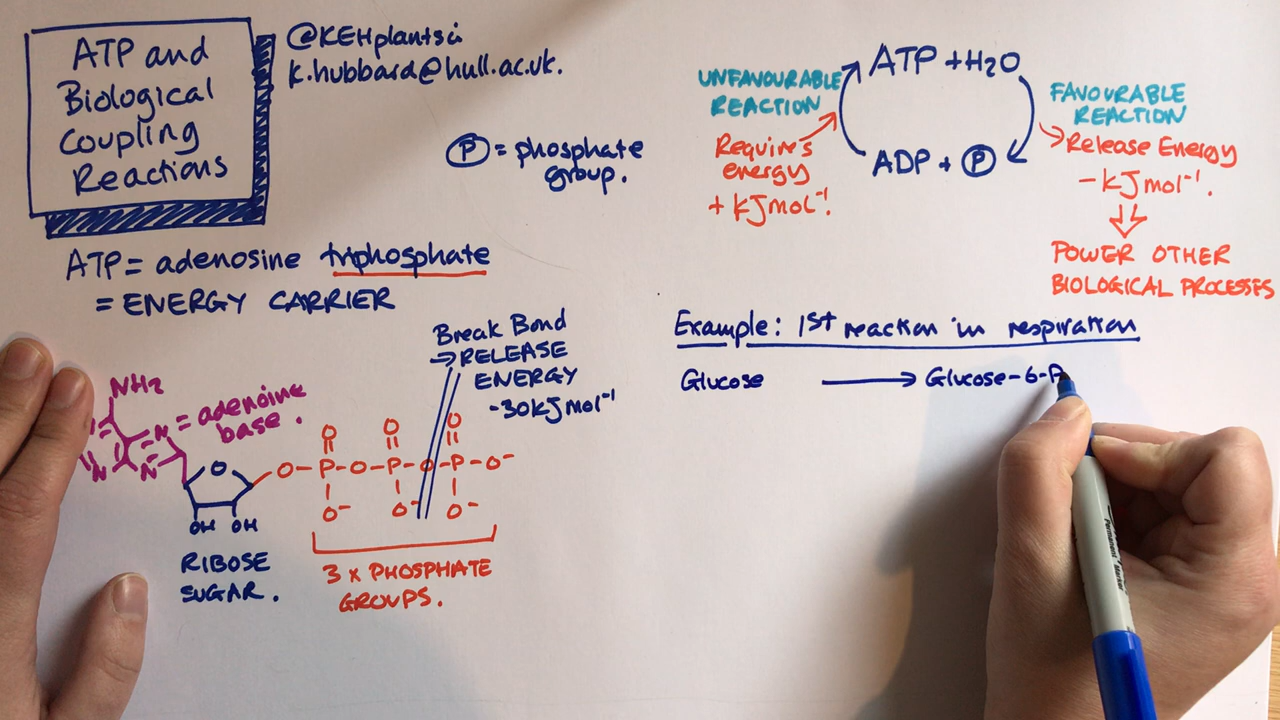 ATP and
Biological
Coupling
Reactions
@KEHplantsci
k.hubbard@hull.ac.uk.
P = phosphate
group.
ATP = adenosine triphosphate
= ENERGY CARRIER
UNFAVOURABLE
REACTION
Requires
energy
+ kJmol⁻¹.
ATP + H2O
ADP + P
FAVOURABLE
REACTION
Release Energy
- kJmol⁻¹.
POWER OTHER
BIOLOGICAL PROCESSES
Break Bond
→ RELEASE
ENERGY
-30kJmol⁻¹
NH2
N
N
N
= adenoine
base.
O
OH OH
RIBOSE
SUGAR.
O O O
O-P-O-P-O-P-O⁻
O⁻ O⁻ O⁻
3 x PHOSPHATE
GROUPS.
Example: 1st reaction in respiration
Glucose → Glucose-6-P
Permanent Marker